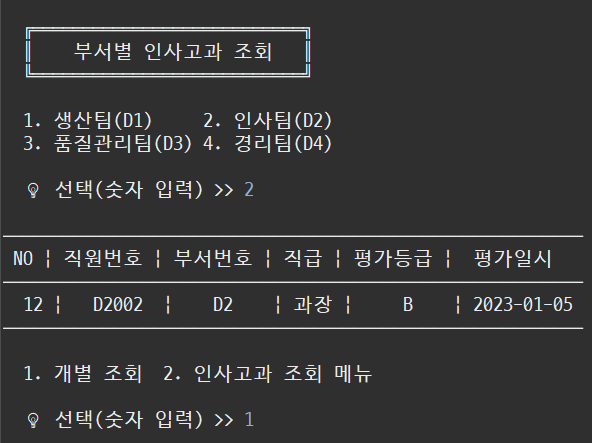 부서별 인사고과 조회
1. 생산팀(D1) 2. 인사팀(D2)
3. 품질관리팀(D3) 4. 경리팀(D4)
선택(숫자 입력) >> 2
NO ¦ 직원번호 ¦ 부서번호 ¦ 직급 ¦ 평가등급 ¦ 평가일시
12 ¦ D2002 ¦ D2 ¦ 과장 ¦ B ¦ 2023-01-05
1. 개별 조회 2. 인사고과 조회 메뉴
선택(숫자 입력) >> 1